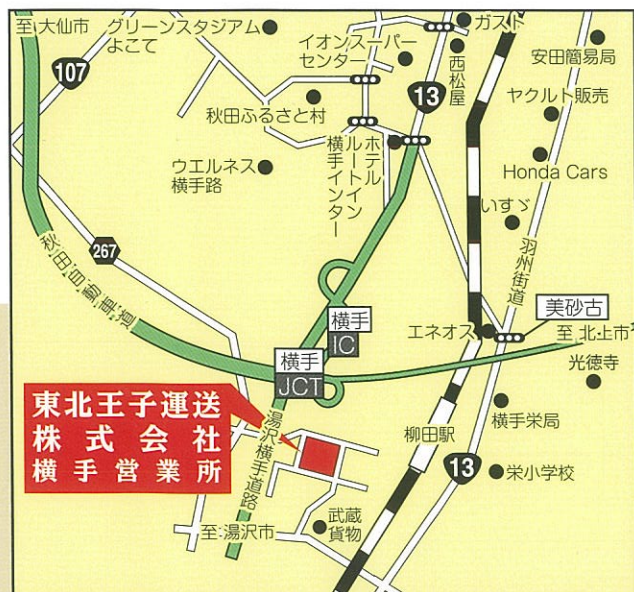 至 大仙市
グリーンスタジアム
よこて
ガスト
107
イオンスーパー
センター
西松屋
安田簡易局
13
ヤクルト販売
秋田ふるさと村
ホテル
ルートイン
横手インター
Honda Cars
ウエルネス
横手路
いすゞ
羽州街道
267
秋田自動車道
横手
IC
エネオス
美砂古
至 北上市
横手
JCT
光徳寺
東北王子運送
株式会社
横手営業所
湯沢横手道路
柳田駅
横手栄局
13
栄小学校
武蔵
貨物
至 湯沢市